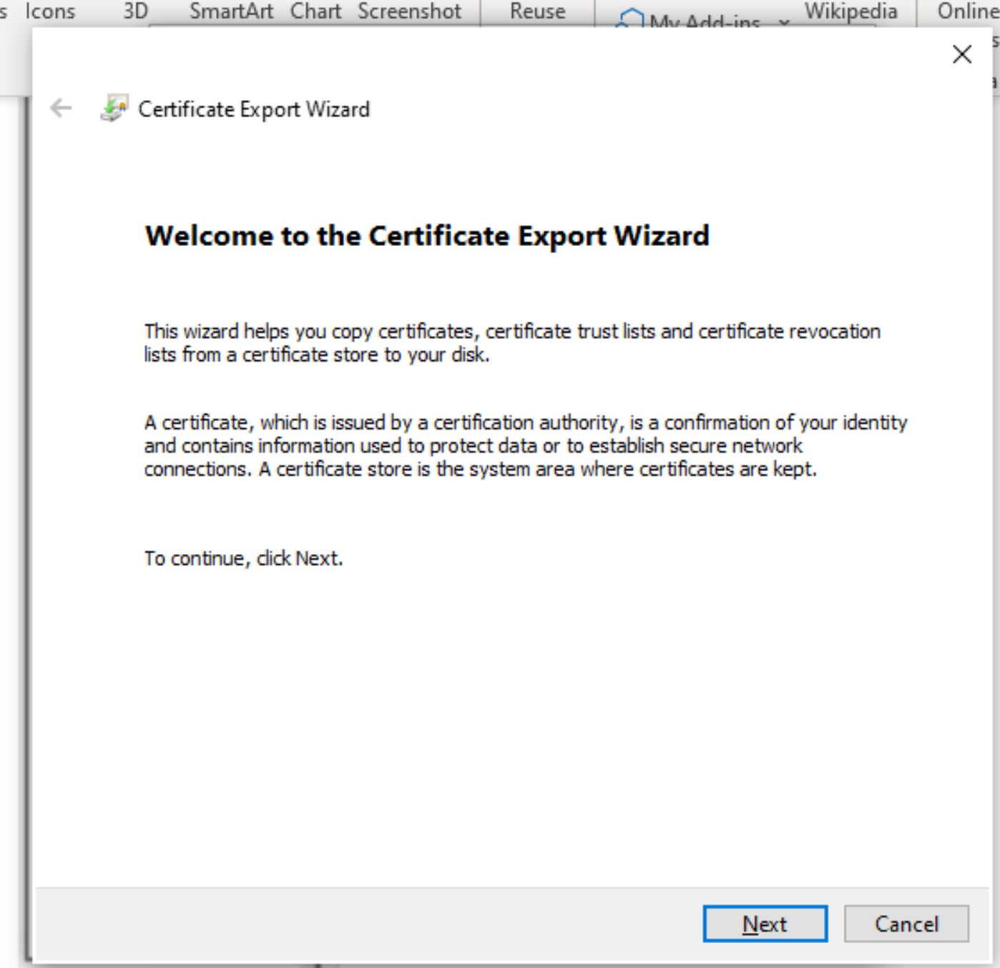 Icons 3D SmartArt Chart Screenshot Reuse My Add-ins Wikipedia Online
Certificate Export Wizard
Welcome to the Certificate Export Wizard
This wizard helps you copy certificates, certificate trust lists and certificate revocation
lists from a certificate store to your disk.
A certificate, which is issued by a certification authority, is a confirmation of your identity
and contains information used to protect data or to establish secure network
connections. A certificate store is the system area where certificates are kept.
To continue, click Next.
Next Cancel